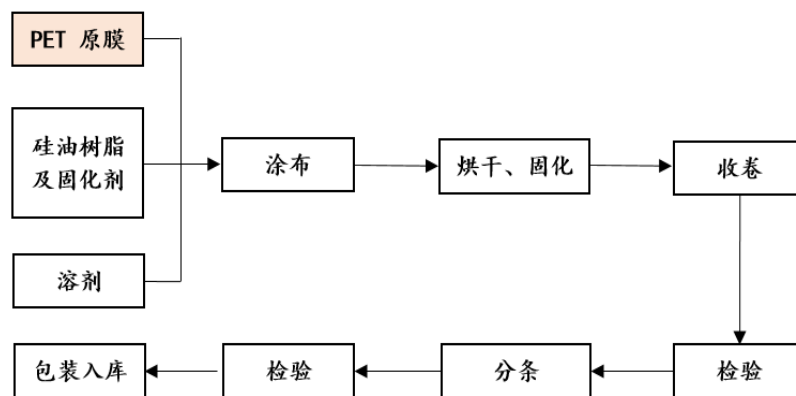 PET 原膜
硅油树脂
及固化剂
溶剂
涂布
烘干、固化
收卷
检验
分条
检验
包装入库